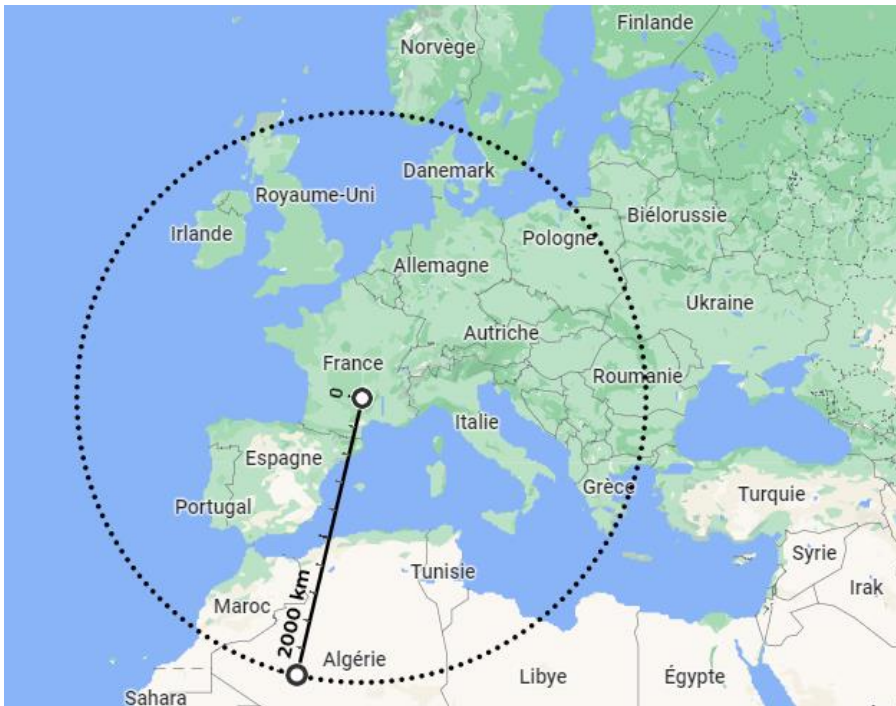 Finlande
Norvège
Danemark
Royaume-Uni
Biélorussie
Irlande
Pologne
Allemagne
Ukraine
Autriche
France
Roumanie
0
Italie
Espagne
Grèce
Turquie
Portugal
Syrie
Tunisie
Irak
Maroc
2000 km
Algérie
Libye
Égypte
Sahara